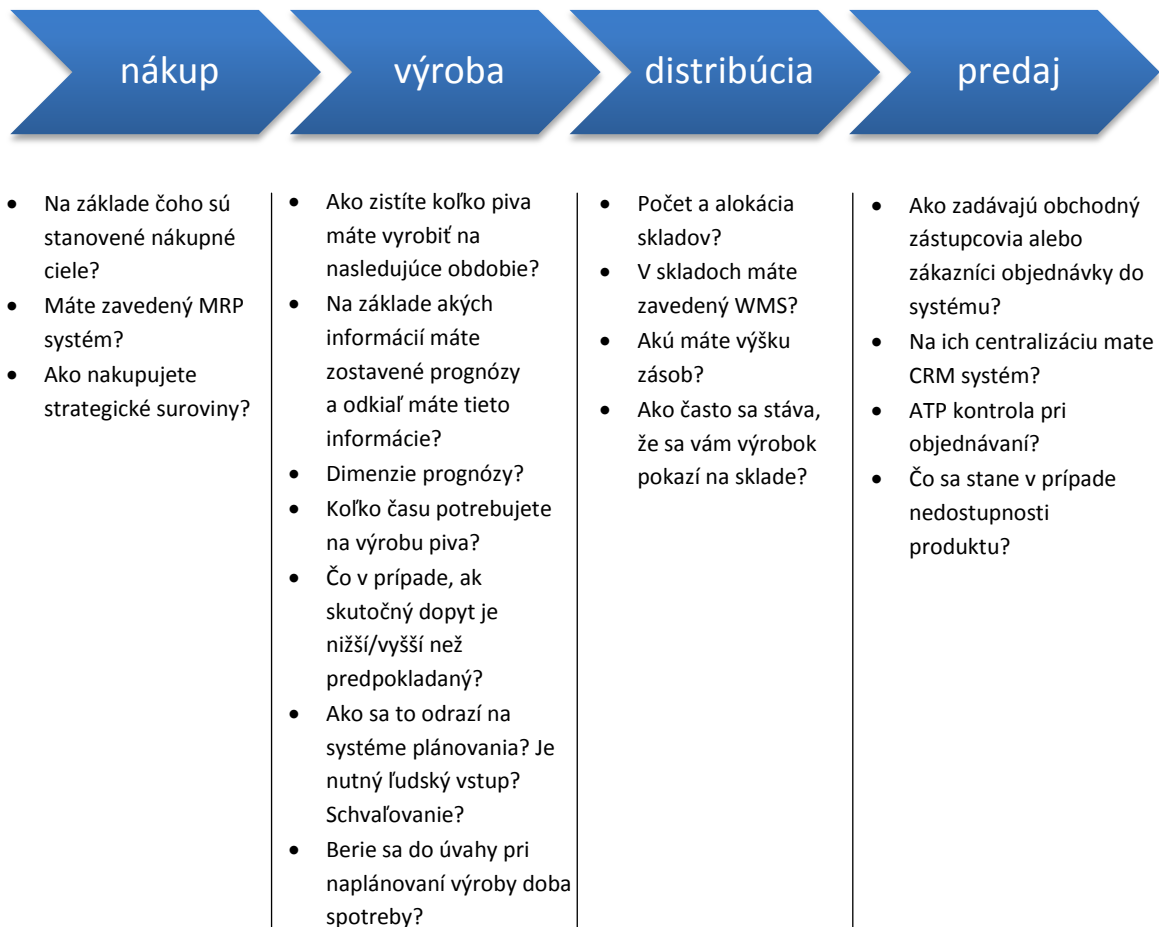 nákup
výroba
distribúcia
predaj
• Na základe čoho sú
stanovené nákupné
ciele?
• Máte zavedený MRP
systém?
• Ako nakupujete
strategické suroviny?
• Ako zistíte koľko piva
máte vyrobiť na
nasledujúce obdobie?
• Na základe akých
informácií máte
zostavené prognózy
a odkiaľ máte tieto
informácie?
• Dimenzie prognózy?
• Koľko času potrebujete
na výrobu piva?
• Čo v prípade, ak
skutočný dopyt je
nižší/vyšší než
predpokladaný?
• Ako sa to odrazí na
systéme plánovania? Je
nutný ľudský vstup?
Schvaľovanie?
• Berie sa do úvahy pri
naplánovaní výroby doba
spotreby?
• Počet a alokácia
skladov?
• V skladoch máte
zavedený WMS?
• Akú máte výšku
zásob?
• Ako často sa stáva,
že sa vám výrobok
pokazí na sklade?
• Ako zadávajú obchodný
zástupcovia alebo
zákazníci objednávky do
systému?
• Na ich centralizáciu mate
CRM systém?
• ATP kontrola pri
objednávaní?
• Čo sa stane v prípade
nedostupnosti
produktu?